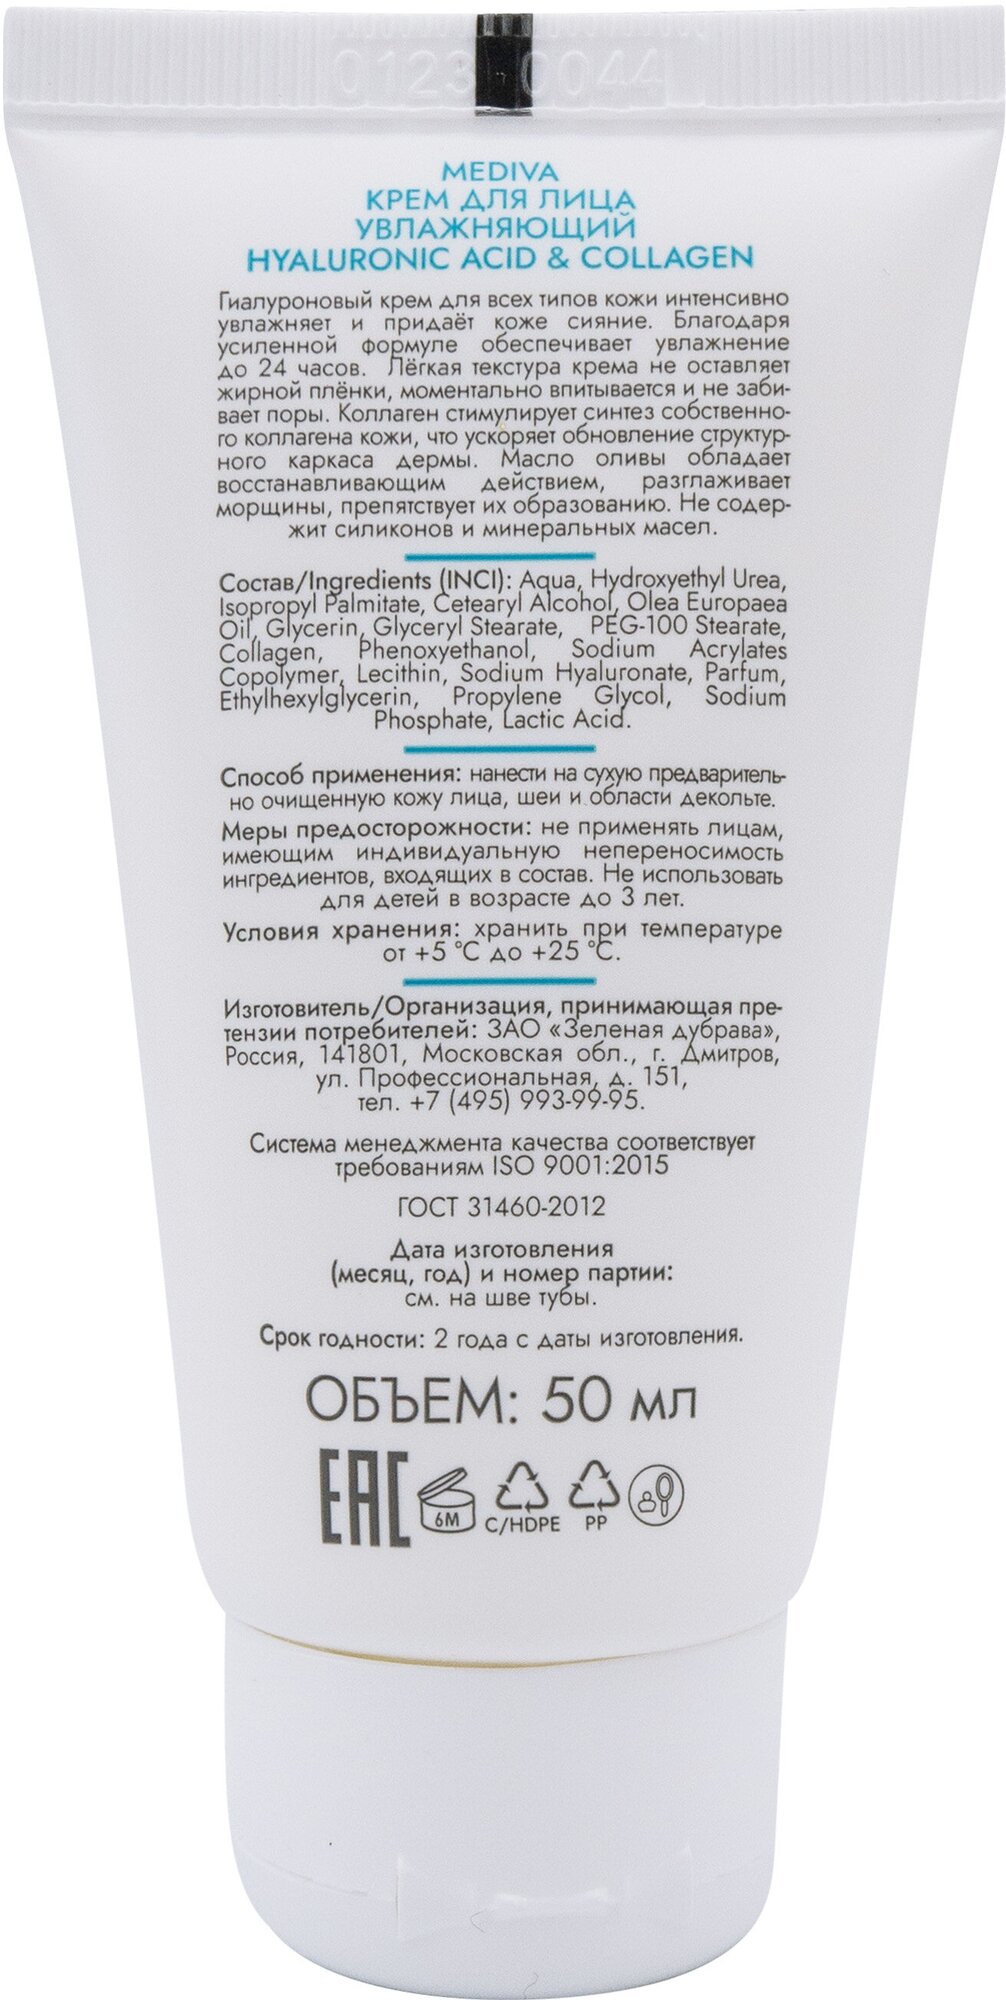 0123 0044
MEDIVA
КРЕМ ДЛЯ ЛИЦА
УВЛАЖНЯЮЩИЙ
HYALURONIC ACID & COLLAGEN
Гиалуроновый крем для всех типов кожи интенсивно
увлажняет и придаёт коже сияние. Благодаря
усиленной формуле обеспечивает увлажнение
до 24 часов. Лёгкая текстура крема не оставляет
жирной плёнки, моментально впитывается и не заби-
вает поры. Коллаген стимулирует синтез собственно-
го коллагена кожи, что ускоряет обновление структур-
ного каркаса дермы. Масло оливы обладает
восстанавливающим действием, разглаживает
морщины, препятствует их образованию. Не содер-
жит силиконов и минеральных масел.
Состав/Ingredients (INCI): Aqua, Hydroxyethyl Urea,
Isopropyl Palmitate, Cetearyl Alcohol, Olea Europaea
Oil, Glycerin, Glyceryl Stearate, PEG-100 Stearate,
Collagen, Phenoxyethanol, Sodium Acrylates
Copolymer, Lecithin, Sodium Hyaluronate, Parfum,
Ethylhexylglycerin, Propylene Glycol, Sodium
Phosphate, Lactic Acid.
Способ применения: нанести на сухую предваритель-
но очищенную кожу лица, шеи и области декольте.
Меры предосторожности: не применять лицам,
имеющим индивидуальную непереносимость
ингредиентов, входящих в состав. Не использовать
для детей в возрасте до 3 лет.
Условия хранения: хранить при температуре
от +5 °C до +25 °C.
Изготовитель/Организация, принимающая пре-
тензии потребителей: ЗАО «Зеленая дубрава»,
Россия, 141801, Московская обл., г. Дмитров,
ул. Профессиональная, д. 151,
тел. +7 (495) 993-99-95.
Система менеджмента качества соответствует
требованиям ISO 9001:2015
ГОСТ 31460-2012
Дата изготовления
(месяц, год) и номер партии:
см. на шве тубы.
Срок годности: 2 года с даты изготовления.
ОБЪЕМ: 50 мл
EAC 6M C/HDPE PP